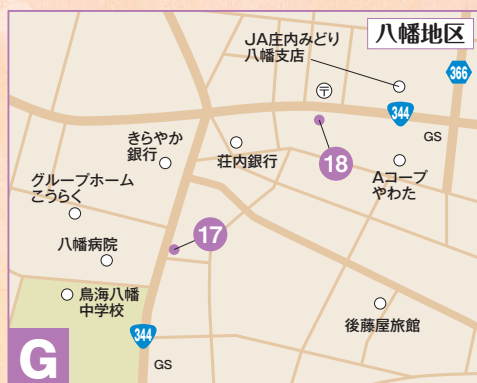 八幡地区
JA庄内みどり
八幡支店
〒
366
344
GS
きらやか
銀行
荘内銀行
18
Aコープ
やわた
グループホーム
こうらく
17
八幡病院
鳥海八幡
中学校
後藤屋旅館
344
GS
G